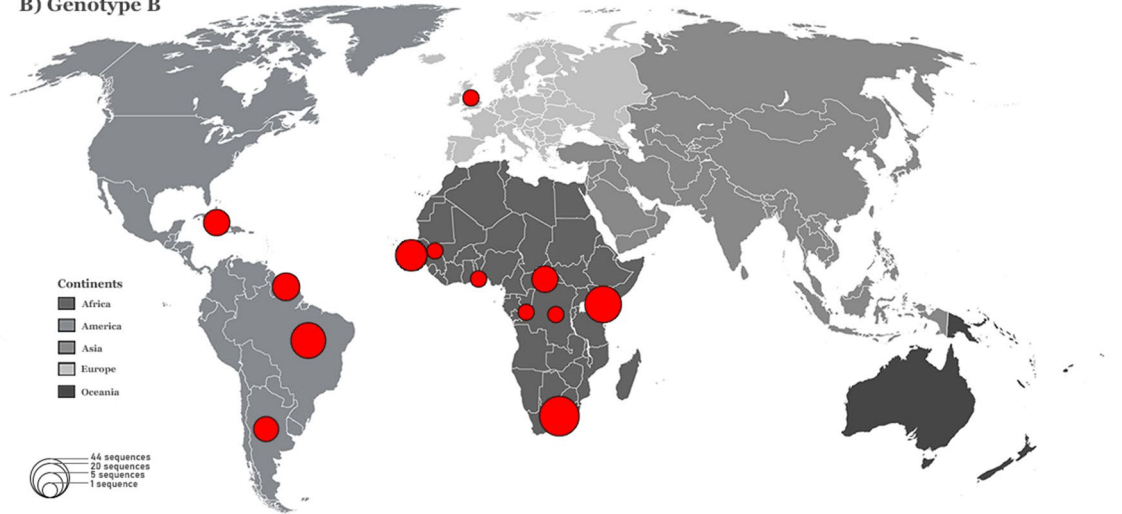 B) Genotype B
Continents
Africa
America
Asia
Europe
Oceania
44 sequences
20 sequences
5 sequences
1 sequence